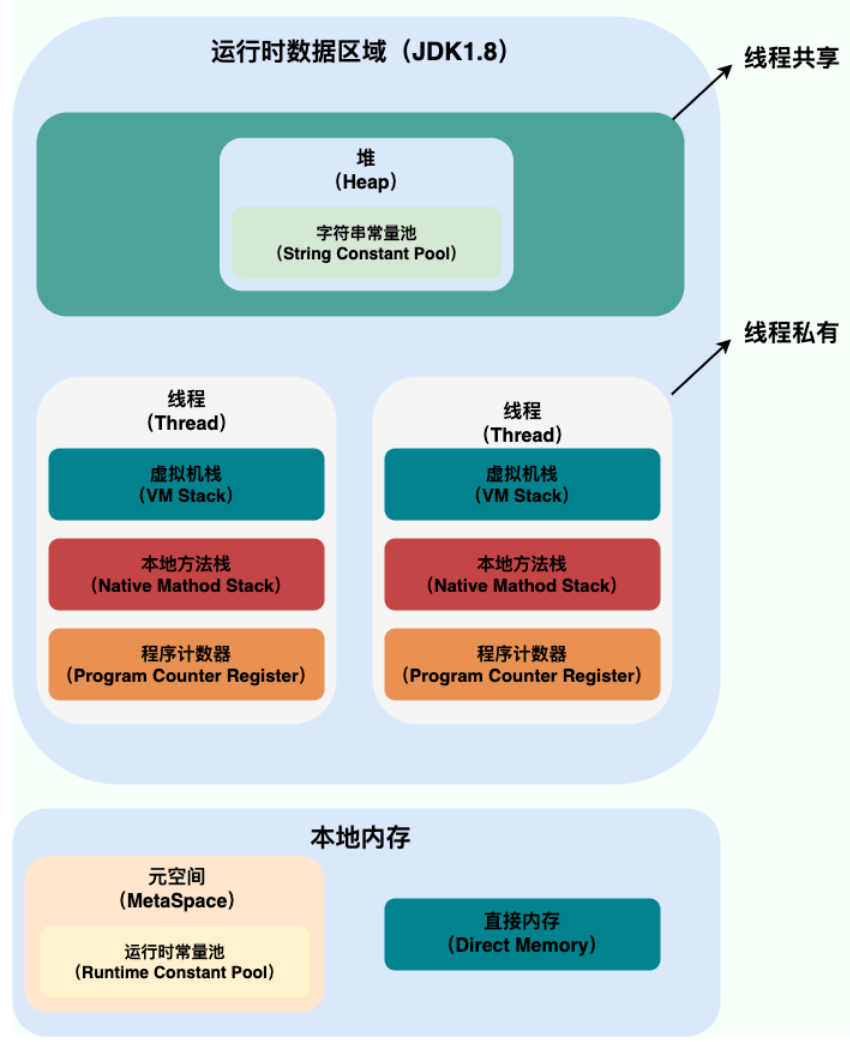 运行时数据区域（JDK1.8）
线程共享
堆
（Heap）
字符串常量池
（String Constant Pool）
线程私有
线程
（Thread）
虚拟机栈
（VM Stack）
本地方法栈
（Native Mathod Stack）
程序计数器
（Program Counter Register）
线程
（Thread）
虚拟机栈
（VM Stack）
本地方法栈
（Native Mathod Stack）
程序计数器
（Program Counter Register）
本地内存
元空间
（MetaSpace）
运行时常量池
（Runtime Constant Pool）
直接内存
（Direct Memory）